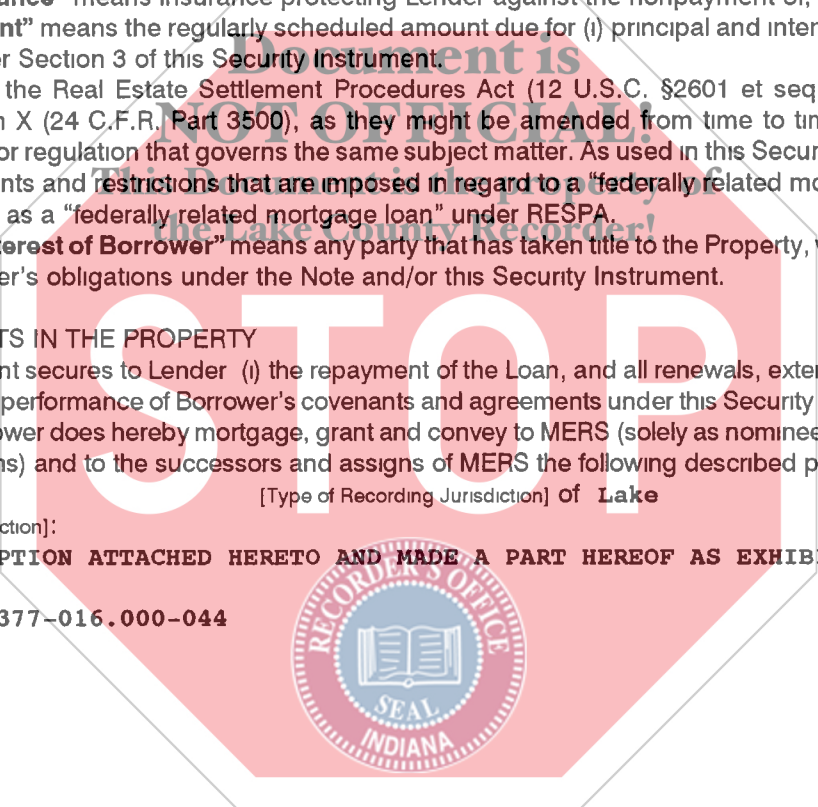 ance” means insurance protecting Lender against the nonpayment of,
nt” means the regularly scheduled amount due for (i) principal and inter
er Section 3 of this Security Instrument.
Document is
the Real Estate Settlement Procedures Act (12 U.S.C. §2601 et seq
n X (24 C.F.R. Part 3500), as they might be amended from time to tim
NOT OFFICIAL!
or regulation that governs the same subject matter. As used in this Secur
nts and restrictions that are imposed in regard to a “federally related mo
This Document is the property of
as a “federally related mortgage loan” under RESPA.
the Lake County Recorder!
terest of Borrower” means any party that has taken title to the Property,
er’s obligations under the Note and/or this Security Instrument.
TS IN THE PROPERTY
nt secures to Lender (i) the repayment of the Loan, and all renewals, exter
performance of Borrower’s covenants and agreements under this Security
ower does hereby mortgage, grant and convey to MERS (solely as nominee
ns) and to the successors and assigns of MERS the following described p
STOP
[Type of Recording Jurisdiction] of Lake
ction]:
PTION ATTACHED HERETO AND MADE A PART HEREOF AS EXHIBI
377-016.000-044
RECORDER'S OFFICE
SEAL
INDIANA